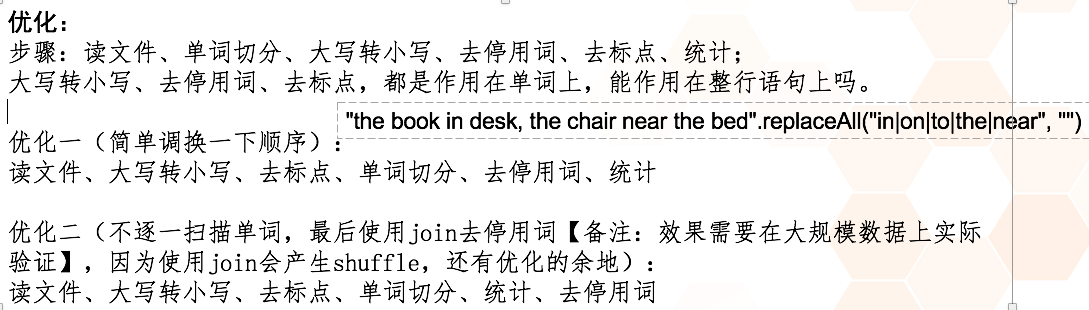 优化：
步骤：读文件、单词切分、大写转小写、去停用词、去标点、统计；
大写转小写、去停用词、去标点，都是作用在单词上，能作用在整行语句上吗。
"the book in desk, the chair near the bed".replaceAll("in|on|to|the|near", "")
优化一（简单调换一下顺序）：
读文件、大写转小写、去标点、单词切分、去停用词、统计
优化二（不逐一扫描单词，最后使用join去停用词【备注：效果需要在大规模数据上实际
验证】，因为使用join会产生shuffle，还有优化的余地）：
读文件、大写转小写、去标点、单词切分、统计、去停用词